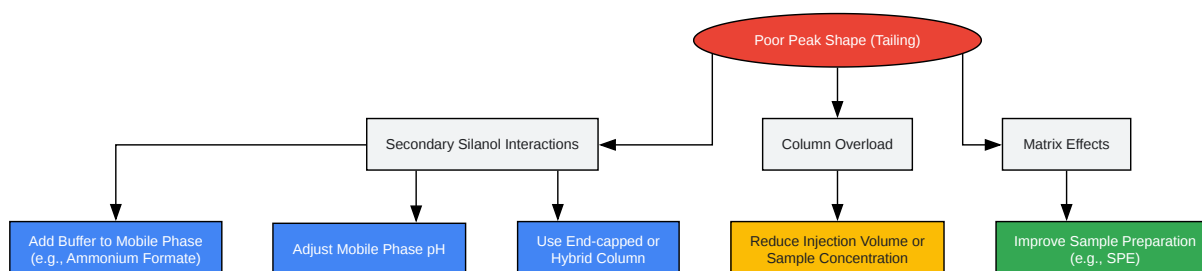 Poor Peak Shape (Tailing)
Secondary Silanol Interactions
Column Overload
Matrix Effects
Add Buffer to Mobile Phase
(e.g., Ammonium Formate)
Adjust Mobile Phase pH
Use End-capped or
Hybrid Column
Reduce Injection Volume or
Sample Concentration
Improve Sample Preparation
(e.g., SPE)